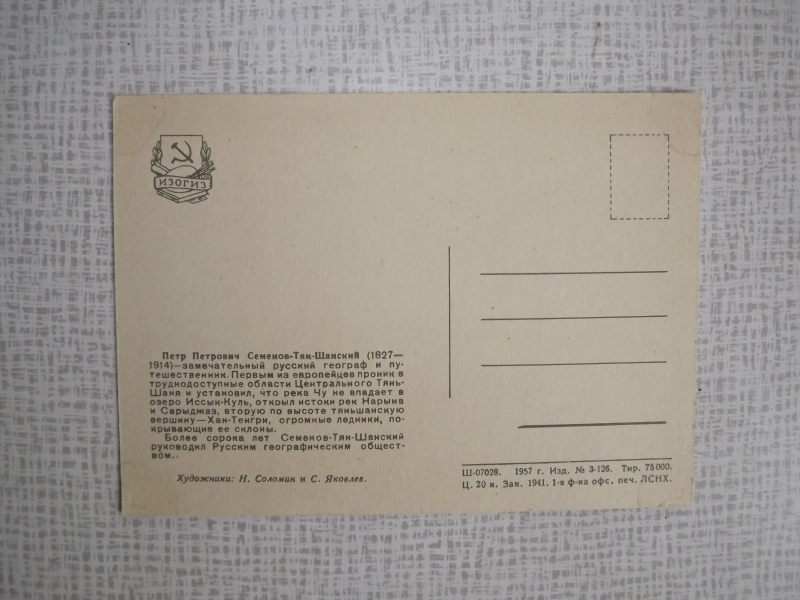 ИЗОГИЗ
Петр Петрович Семенов-Тян-Шанский (1827—
1914)—замечательный русский географ и пу-
тешественник. Первым из европейцев проник в
труднодоступные области Центрального Тянь-
Шаня и установил, что река Чу не впадает в
озеро Иссык-Куль, открыл истоки рек Нарына
и Сарыджаз, вторую по высоте тяньшанскую
вершину—Хан-Тенгри, огромные ледники, по-
крывающие ее склоны.
Более сорока лет Семенов-Тян-Шанский
руководил Русским географическим общест-
вом.
Художники: Н. Соломин и С. Яковлев.
Ш-07028. 1957 г. Изд. № 3-126. Тир. 75000.
Ц. 20 к. Зак. 1941. 1-я ф-ка офс. печ. ЛСНХ.